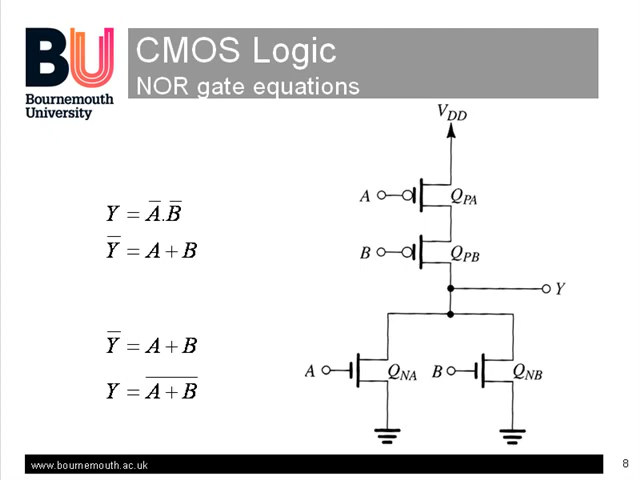 BU
Bournemouth
University
CMOS Logic
NOR gate equations
V_DD
A
Q_PA
Y = A̅.B̅
Y̅ = A + B
B
Q_PB
Y
Y̅ = A + B
Y = A̅ ̅+̅ ̅B̅
A
Q_NA
B
Q_NB
www.bournemouth.ac.uk
8